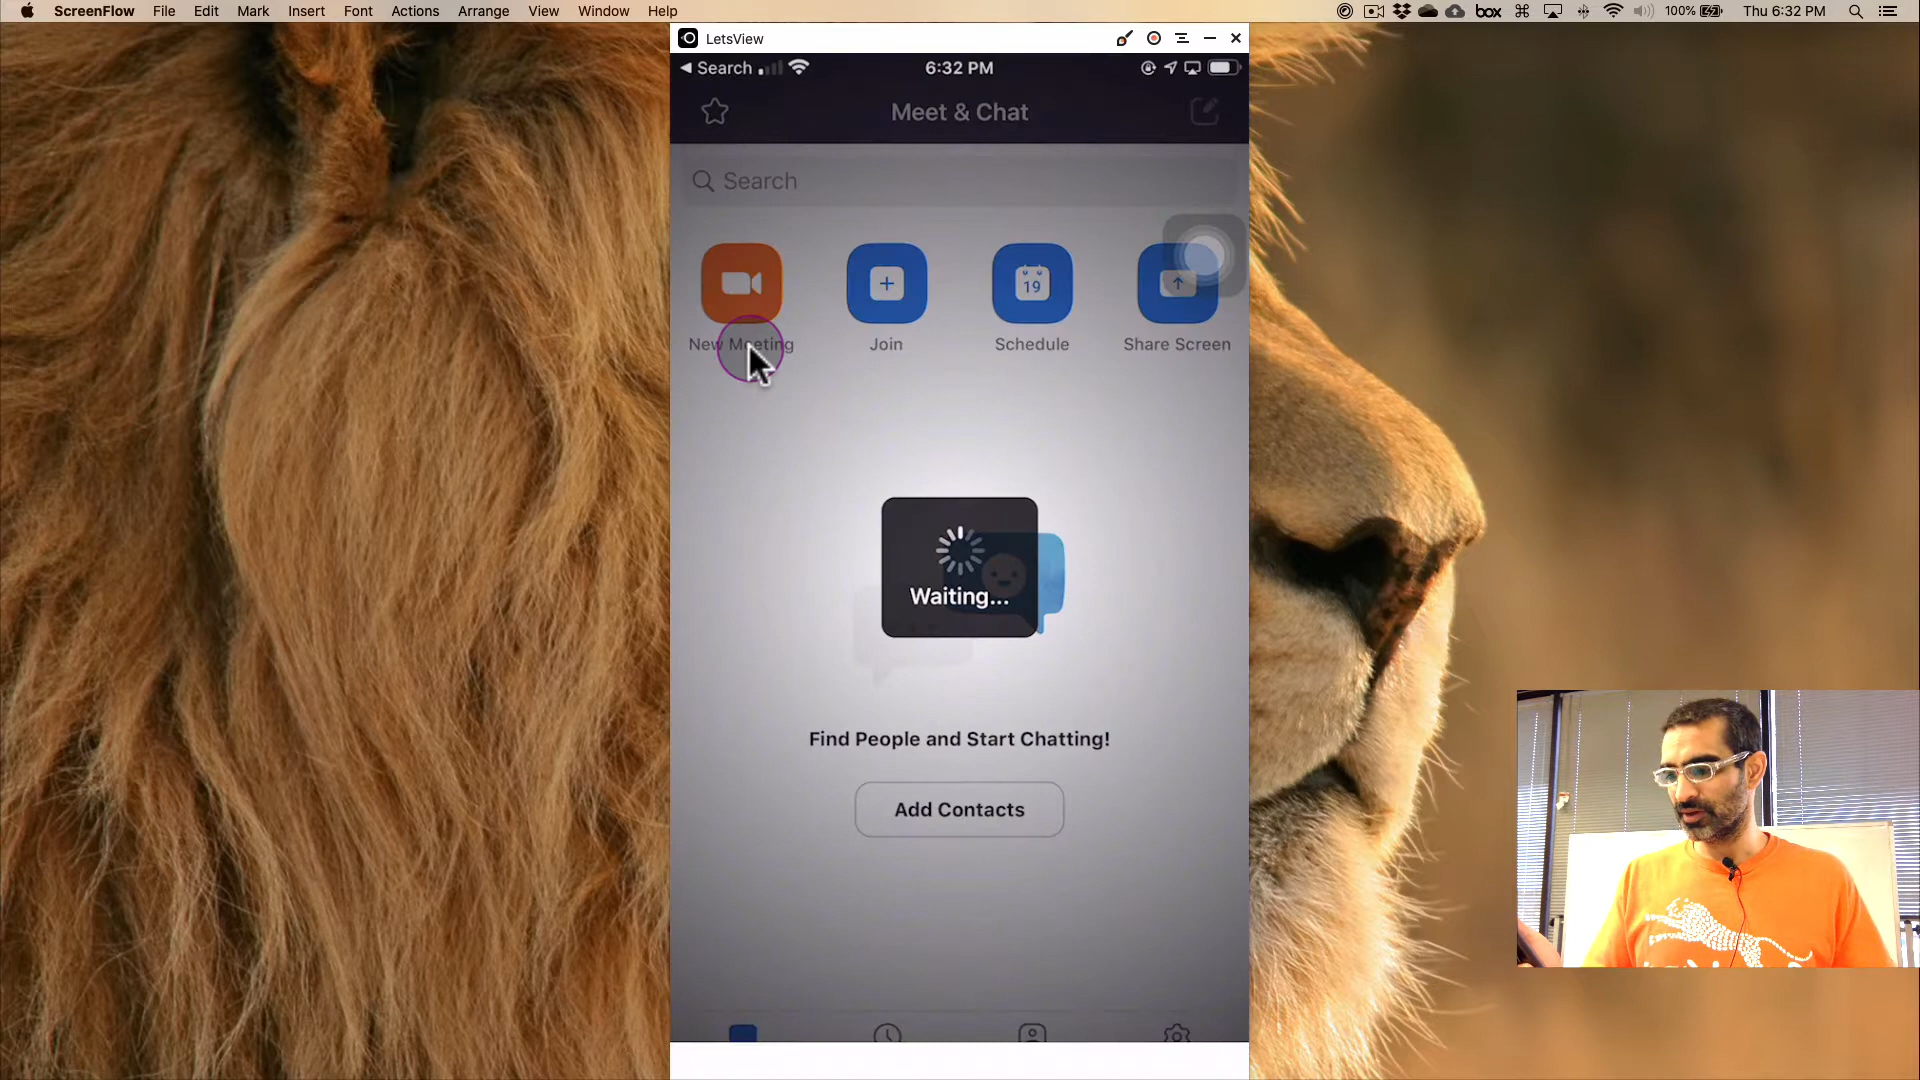 ScreenFlow File Edit Mark Insert Font Actions Arrange View Window Help box 100% Thu 6:32 PM
LetsView
Search 6:32 PM
Meet & Chat
Search
19
New Meeting Join Schedule Share Screen
Waiting...
Find People and Start Chatting!
Add Contacts